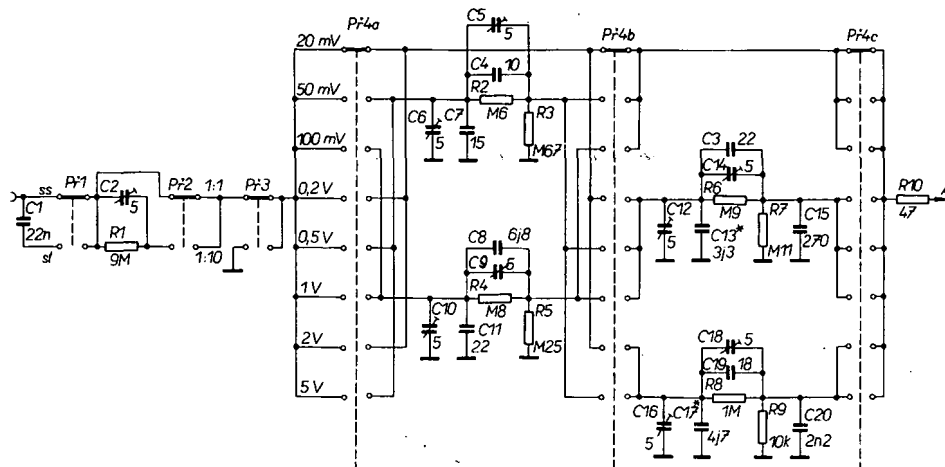 Př4a
C5
5
Př4b
Př4c
20 mV
C4
10
50 mV
R2
M6
R3
M67
C6
5
C7
15
100 mV
C3
22
C14
5
ss
Př1
C2
5
Př2
1:1
Př3
0,2 V
R6
M9
R7
M11
R10
47
A
C1
22n
st
R1
9M
1:10
0,5 V
C12
5
C13*
3j3
C15
270
C8
6j8
C9
6
1 V
R4
M8
R5
M25
C10
5
C11
22
2V
C18
5
C19
18
5 V
R8
1M
R9
10k
C16
5
C17*
4j7
C20
2n2